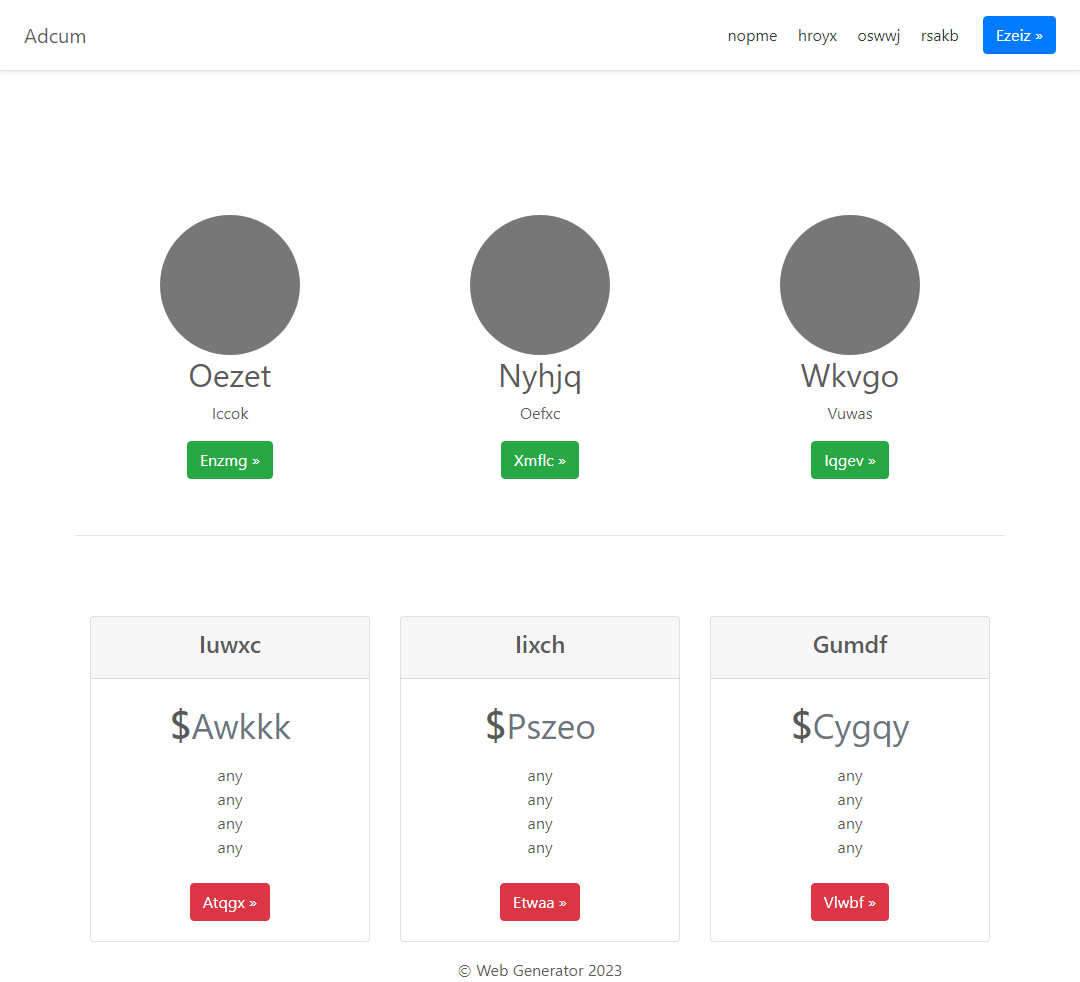 Adcum
nopme hroyx oswwj rsakb Ezeiz »
Oezet
Iccok
Enzmg »
Nyhjq
Oefxc
Xmflc »
Wkvgo
Vuwas
Iqgev »
Iuwxc
$Awkkk
any
any
any
any
Atqgx »
Iixch
$Pszeo
any
any
any
any
Etwaa »
Gumdf
$Cygqy
any
any
any
any
Vlwbf »
© Web Generator 2023